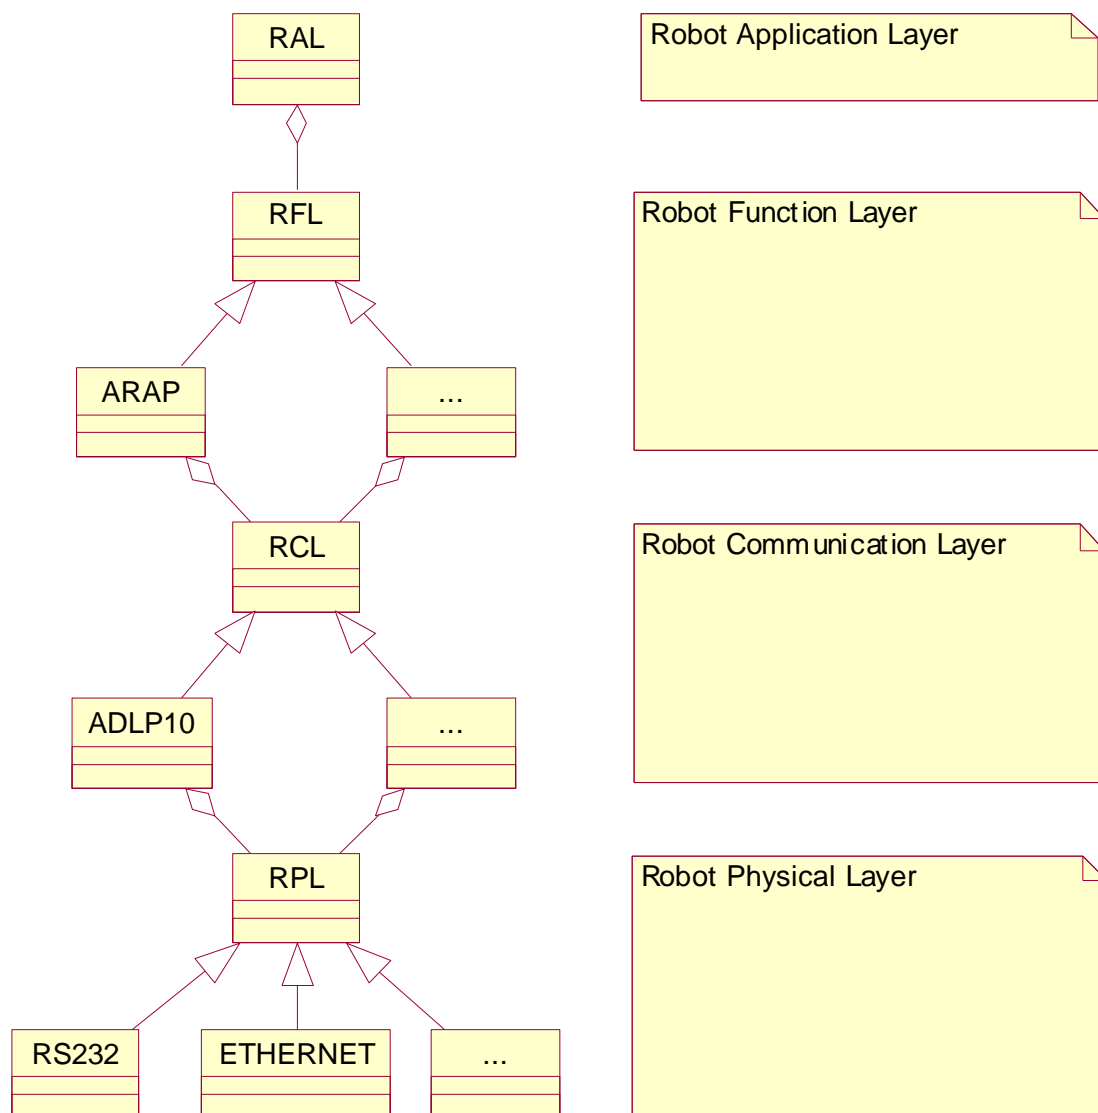 RAL
Robot Application Layer
RFL
Robot Function Layer
ARAP
...
RCL
Robot Communication Layer
ADLP10
...
RPL
Robot Physical Layer
RS232
ETHERNET
...